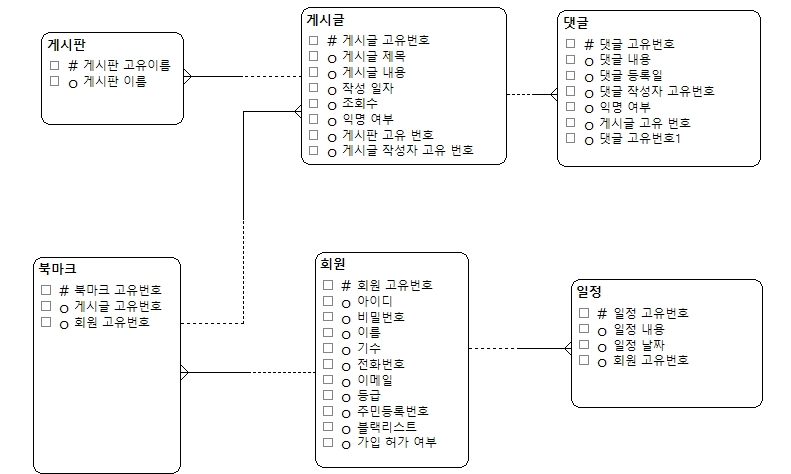 게시판
# 게시판 고유이름
o 게시판 이름
게시글
# 게시글 고유번호
o 게시글 제목
o 게시글 내용
o 작성 일자
o 조회수
o 익명 여부
o 게시판 고유 번호
o 게시글 작성자 고유 번호
댓글
# 댓글 고유번호
o 댓글 내용
o 댓글 등록일
o 댓글 작성자 고유번호
o 익명 여부
o 게시글 고유 번호
o 댓글 고유번호1
북마크
# 북마크 고유번호
o 게시글 고유번호
o 회원 고유번호
회원
# 회원 고유번호
o 아이디
o 비밀번호
o 이름
o 기수
o 전화번호
o 이메일
o 등급
o 주민등록번호
o 블랙리스트
o 가입 허가 여부
일정
# 일정 고유번호
o 일정 내용
o 일정 날짜
o 회원 고유번호